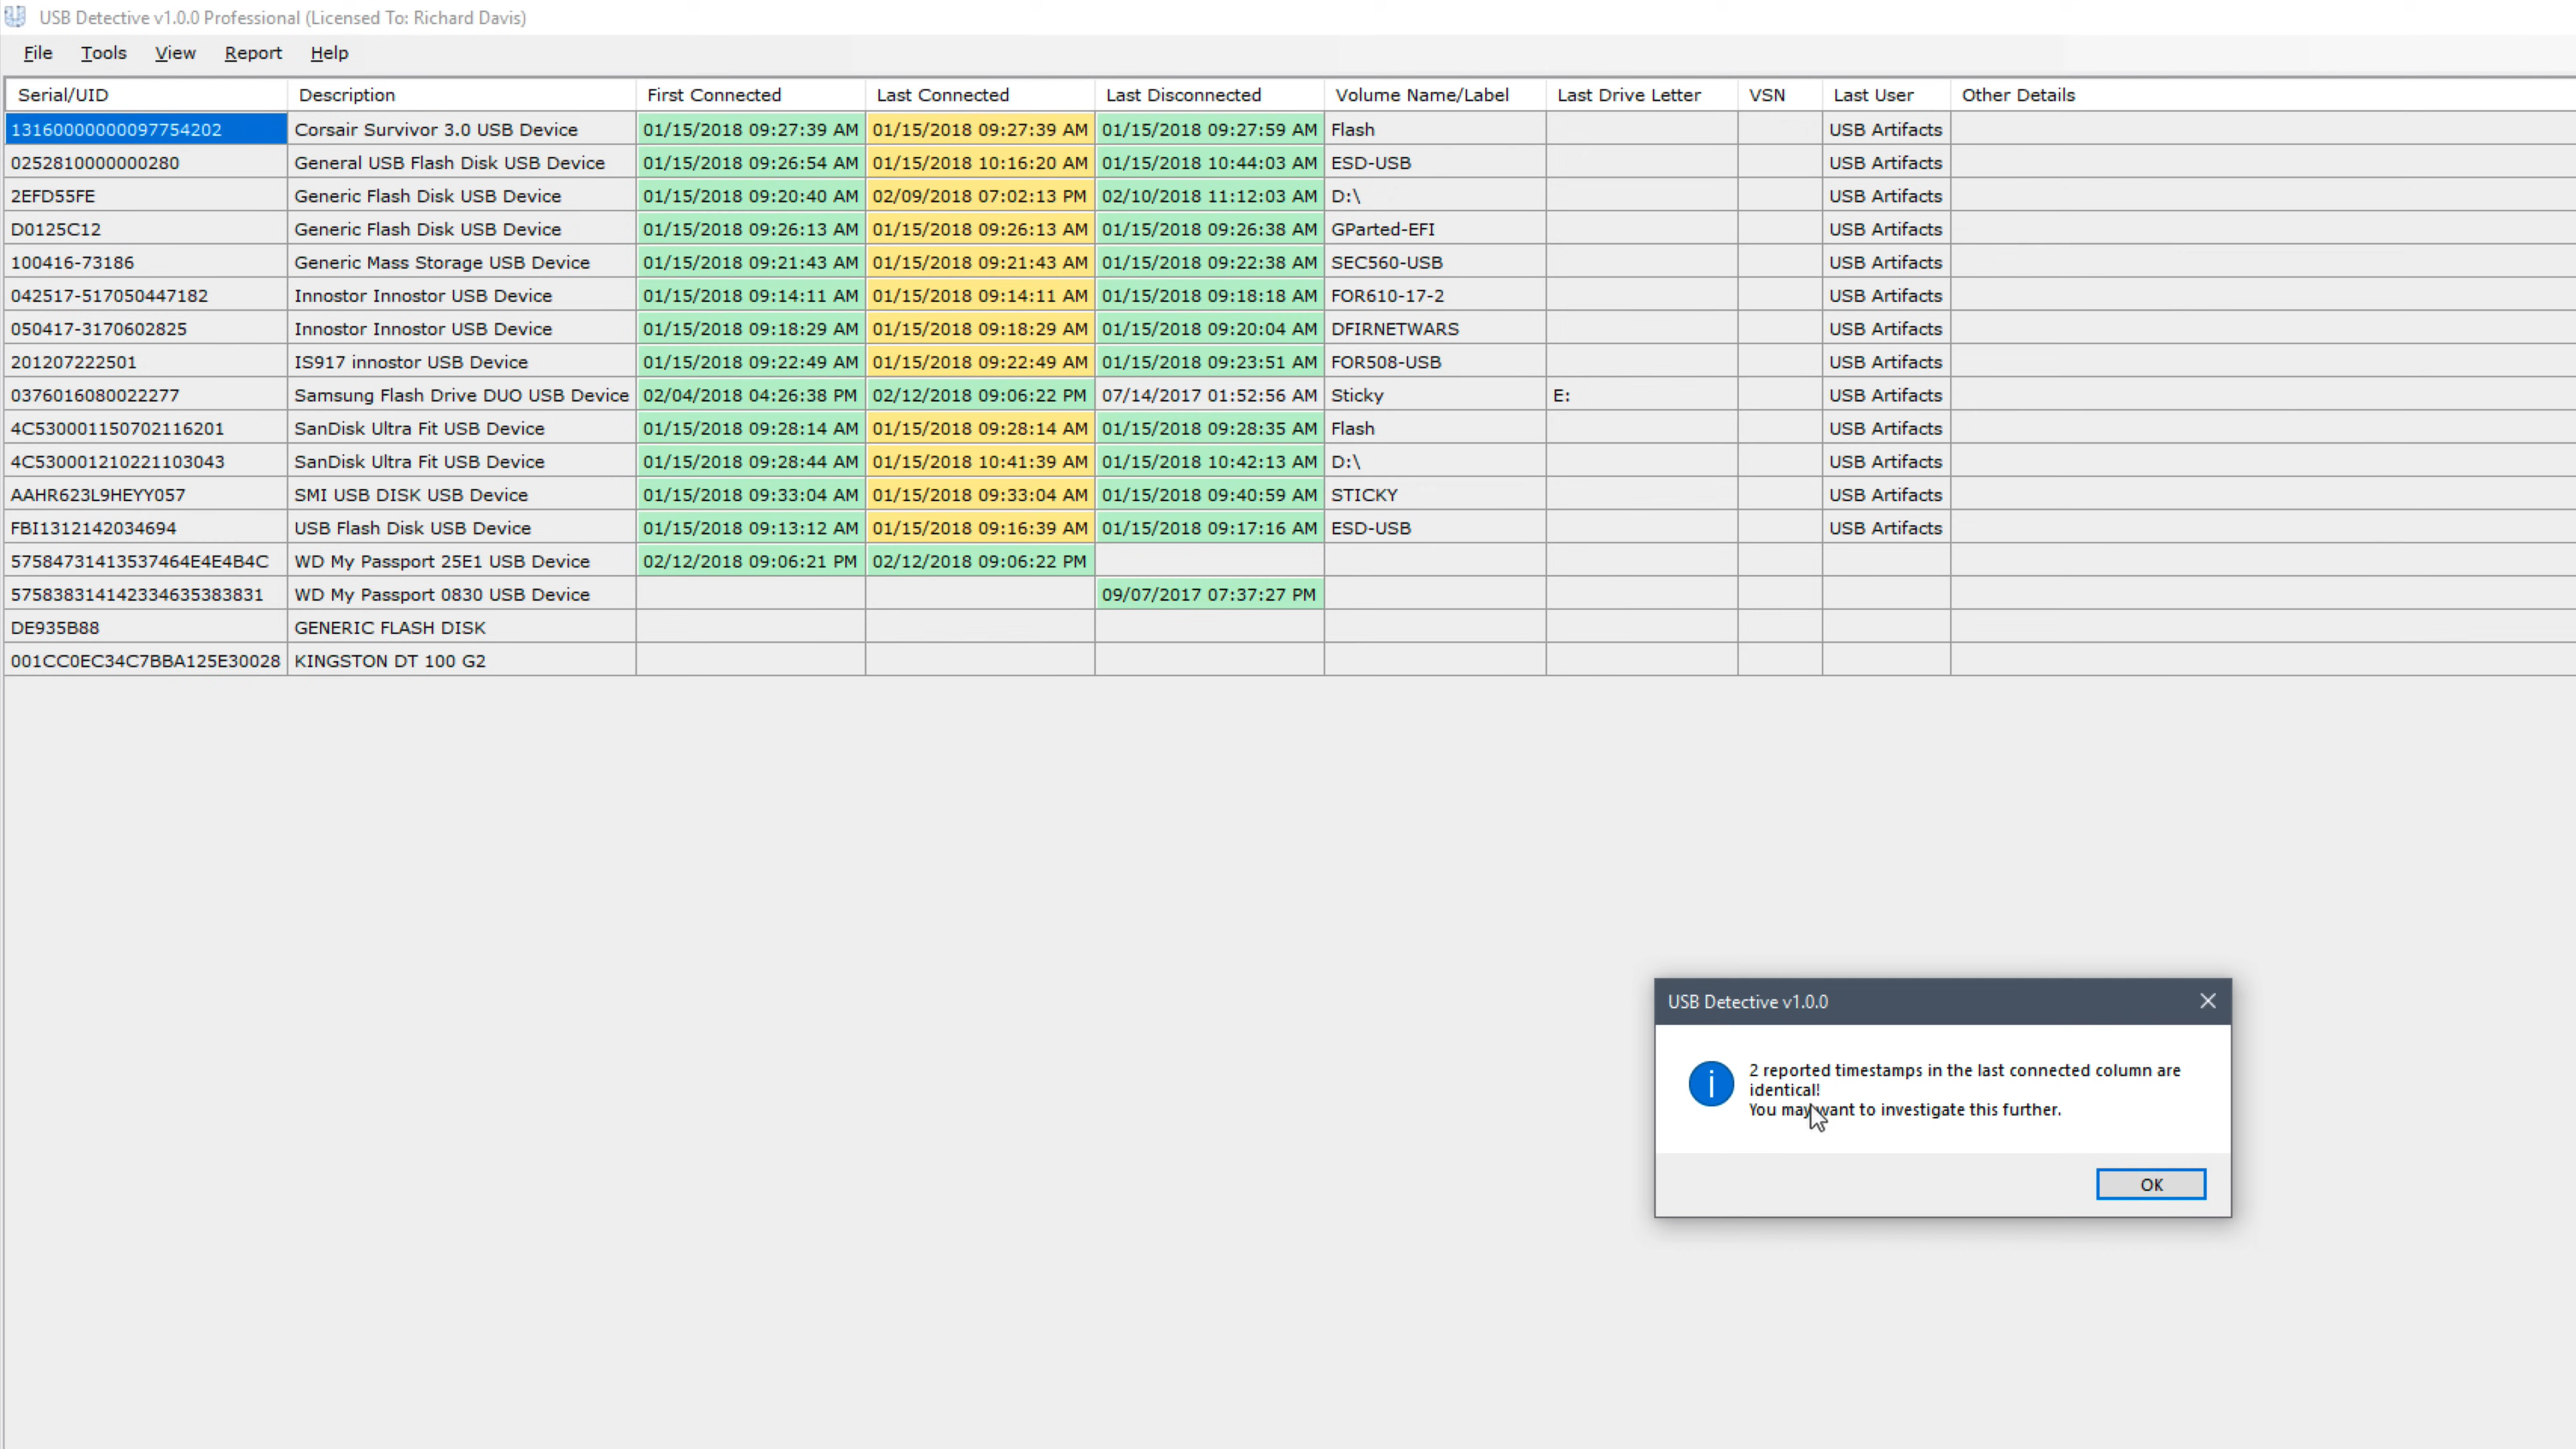 USB Detective v1.0.0 Professional (Licensed To: Richard Davis)
File Tools View Report Help
Serial/UID Description First Connected Last Connected Last Disconnected Volume Name/Label Last Drive Letter VSN Last User Other Details
13160000000097754202 Corsair Survivor 3.0 USB Device 01/15/2018 09:27:39 AM 01/15/2018 09:27:39 AM 01/15/2018 09:27:59 AM Flash USB Artifacts
0252810000000280 General USB Flash Disk USB Device 01/15/2018 09:26:54 AM 01/15/2018 10:16:20 AM 01/15/2018 10:44:03 AM ESD-USB USB Artifacts
2EFD55FE Generic Flash Disk USB Device 01/15/2018 09:20:40 AM 02/09/2018 07:02:13 PM 02/10/2018 11:12:03 AM D:\ USB Artifacts
D0125C12 Generic Flash Disk USB Device 01/15/2018 09:26:13 AM 01/15/2018 09:26:13 AM 01/15/2018 09:26:38 AM GParted-EFI USB Artifacts
100416-73186 Generic Mass Storage USB Device 01/15/2018 09:21:43 AM 01/15/2018 09:21:43 AM 01/15/2018 09:22:38 AM SEC560-USB USB Artifacts
042517-517050447182 Innostor Innostor USB Device 01/15/2018 09:14:11 AM 01/15/2018 09:14:11 AM 01/15/2018 09:18:18 AM FOR610-17-2 USB Artifacts
050417-3170602825 Innostor Innostor USB Device 01/15/2018 09:18:29 AM 01/15/2018 09:18:29 AM 01/15/2018 09:20:04 AM DFIRNETWARS USB Artifacts
201207222501 IS917 innostor USB Device 01/15/2018 09:22:49 AM 01/15/2018 09:22:49 AM 01/15/2018 09:23:51 AM FOR508-USB USB Artifacts
0376016080022277 Samsung Flash Drive DUO USB Device 02/04/2018 04:26:38 PM 02/12/2018 09:06:22 PM 07/14/2017 01:52:56 AM Sticky E: USB Artifacts
4C530001150702116201 SanDisk Ultra Fit USB Device 01/15/2018 09:28:14 AM 01/15/2018 09:28:14 AM 01/15/2018 09:28:35 AM Flash USB Artifacts
4C530001210221103043 SanDisk Ultra Fit USB Device 01/15/2018 09:28:44 AM 01/15/2018 10:41:39 AM 01/15/2018 10:42:13 AM D:\ USB Artifacts
AAHR623L9HEYY057 SMI USB DISK USB Device 01/15/2018 09:33:04 AM 01/15/2018 09:33:04 AM 01/15/2018 09:40:59 AM STICKY USB Artifacts
FBI1312142034694 USB Flash Disk USB Device 01/15/2018 09:13:12 AM 01/15/2018 09:16:39 AM 01/15/2018 09:17:16 AM ESD-USB USB Artifacts
57584731413537464E4E4B4C WD My Passport 25E1 USB Device 02/12/2018 09:06:21 PM 02/12/2018 09:06:22 PM
575838314142334635383831 WD My Passport 0830 USB Device 09/07/2017 07:37:27 PM
DE935B88 GENERIC FLASH DISK
001CC0EC34C7BBA125E30028 KINGSTON DT 100 G2
USB Detective v1.0.0
2 reported timestamps in the last connected column are
identical!
You may want to investigate this further.
OK